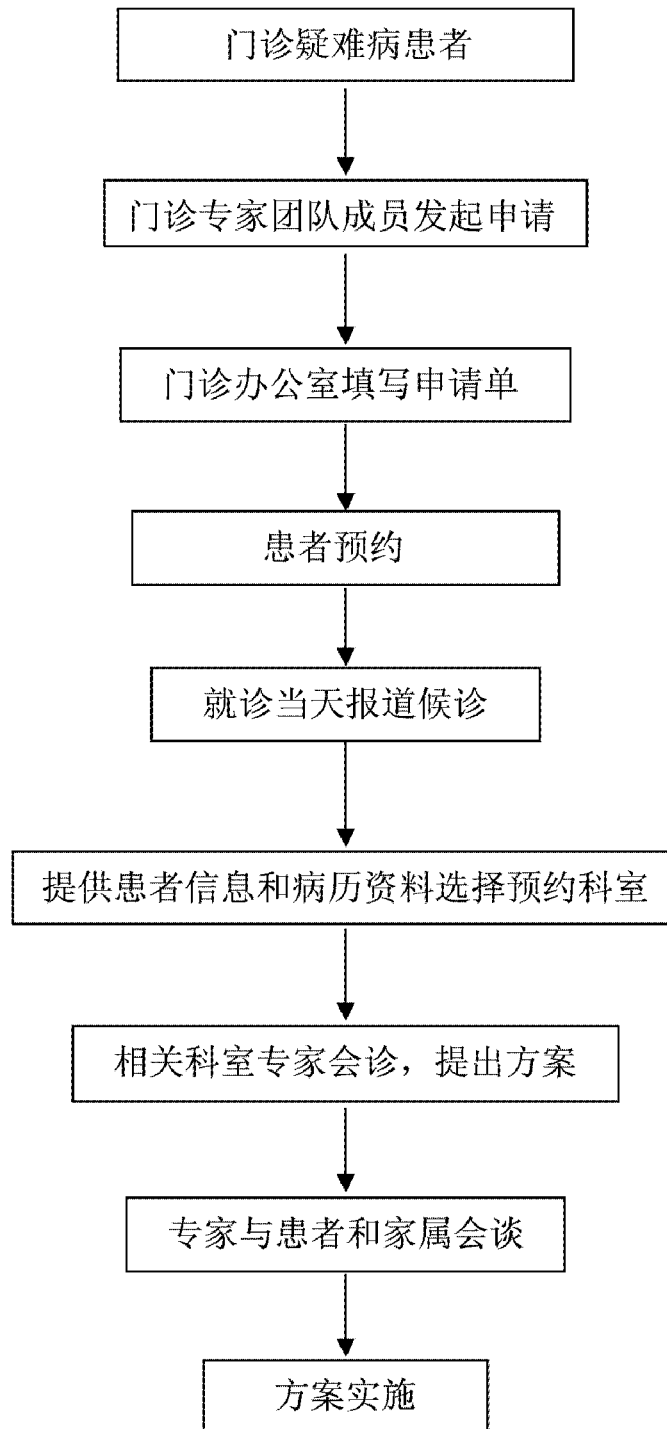 门诊疑难病患者
门诊专家团队成员发起申请
门诊办公室填写申请单
患者预约
就诊当天报道候诊
提供患者信息和病历资料选择预约科室
相关科室专家会诊，提出方案
专家与患者和家属会谈
方案实施